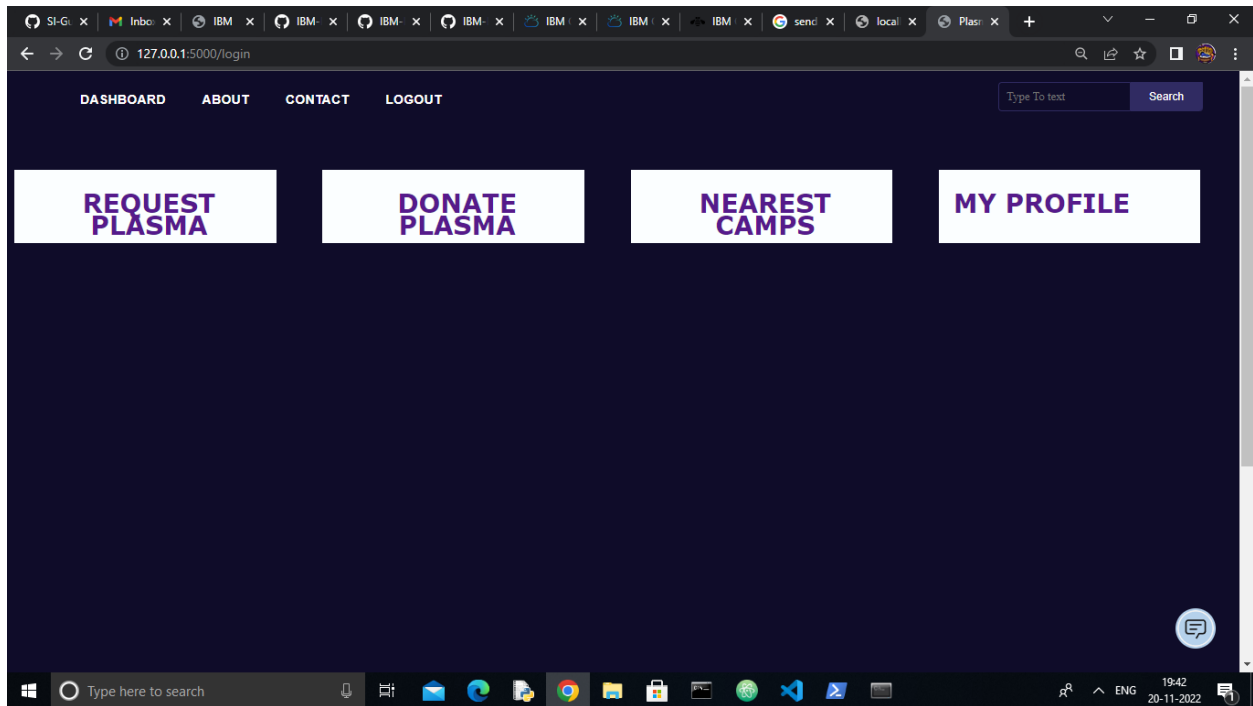 SI-Gu
Inbo
IBM
IBM-
IBM-
IBM-
IBM
IBM
IBM
send
local
Plasm
127.0.0.1:5000/login
DASHBOARD ABOUT CONTACT LOGOUT
Type To text
Search
REQUEST
PLASMA
DONATE
PLASMA
NEAREST
CAMPS
MY PROFILE
Type here to search
ENG
19:42
20-11-2022
1